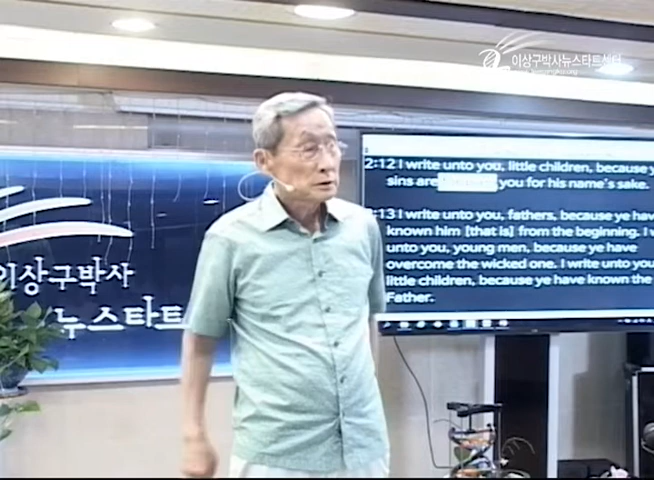 이상구박사뉴스타트센터
이상구박사
뉴스타트
2:12 I write unto you, little children, because y
sins are you for his name's sake.
:13 I write unto you, fathers, because ye hav
known him [that is] from the beginning. I w
unto you, young men, because ye have
overcome the wicked one. I write unto you
little children, because ye have known the
Father.